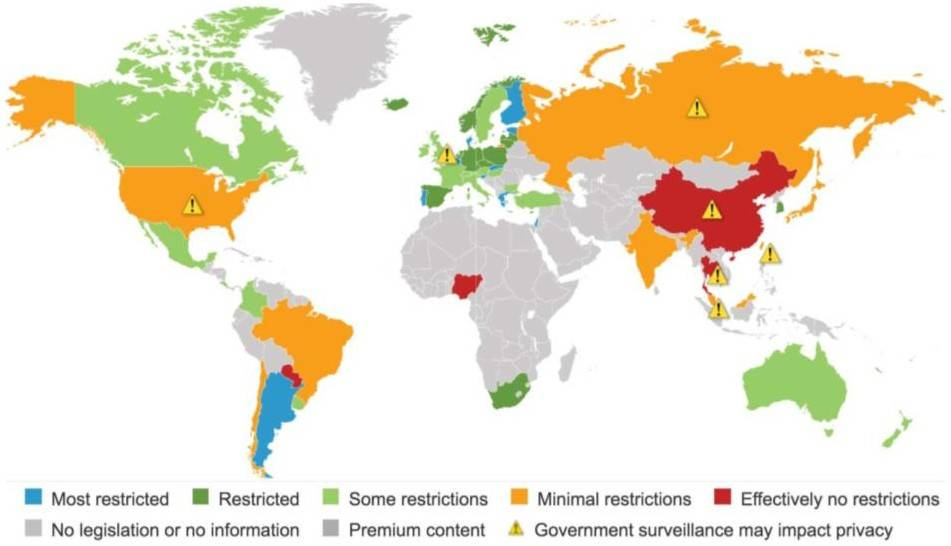 Most restricted Restricted Some restrictions Minimal restrictions Effectively no restrictions
No legislation or no information Premium content Government surveillance may impact privacy